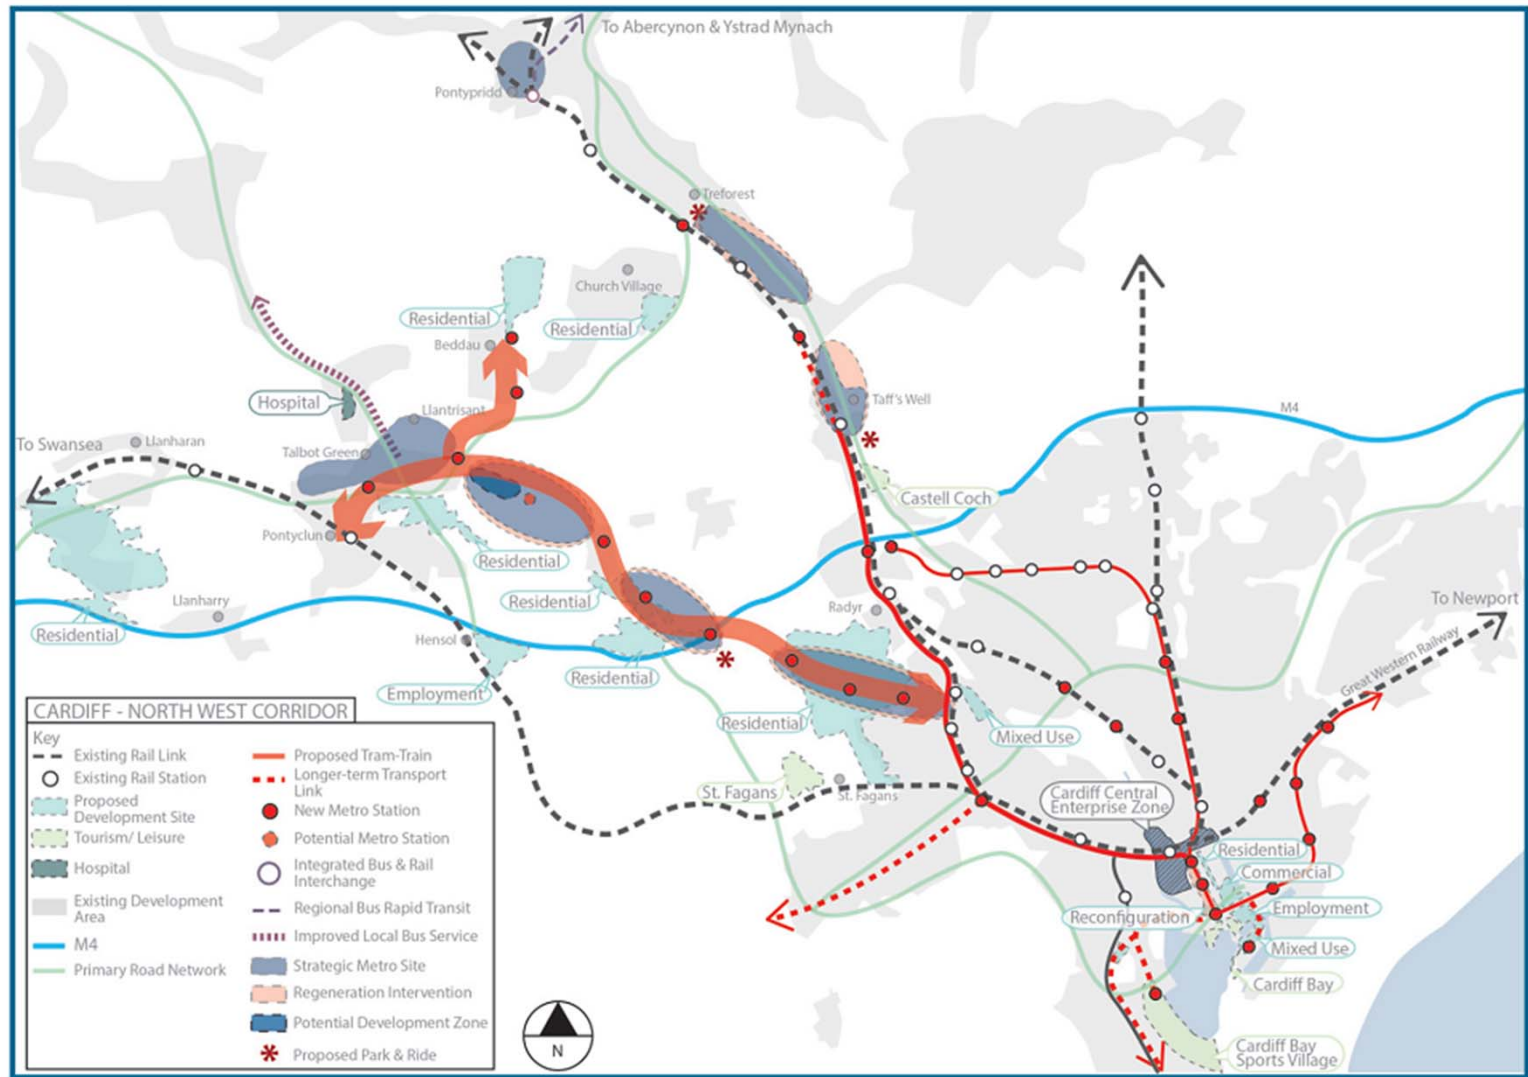 To Abercynon & Ystrad Mynach
Pontypridd
Treforest
Church Village
Residential
Residential
Beddau
Taff's Well
Hospital
Llantrisant
M4
To Swansea
Llanharan
Talbot Green
Castell Coch
Pontyclun
Residential
Residential
Llanharry
Radyr
To Newport
Residential
Hensol
Great Western Railway
Residential
Employment
Residential
Mixed Use
St. Fagans
St. Fagans
Cardiff Central
Enterprise Zone
Residential
Commercial
Reconfiguration
Employment
Mixed Use
Cardiff Bay
Cardiff Bay
Sports Village
CARDIFF - NORTH WEST CORRIDOR
Key
Existing Rail Link
Existing Rail Station
Proposed
Development Site
Tourism/ Leisure
Hospital
Existing Development
Area
M4
Primary Road Network
Proposed Tram-Train
Longer-term Transport
Link
New Metro Station
Potential Metro Station
Integrated Bus & Rail
Interchange
Regional Bus Rapid Transit
Improved Local Bus Service
Strategic Metro Site
Regeneration Intervention
Potential Development Zone
Proposed Park & Ride
N